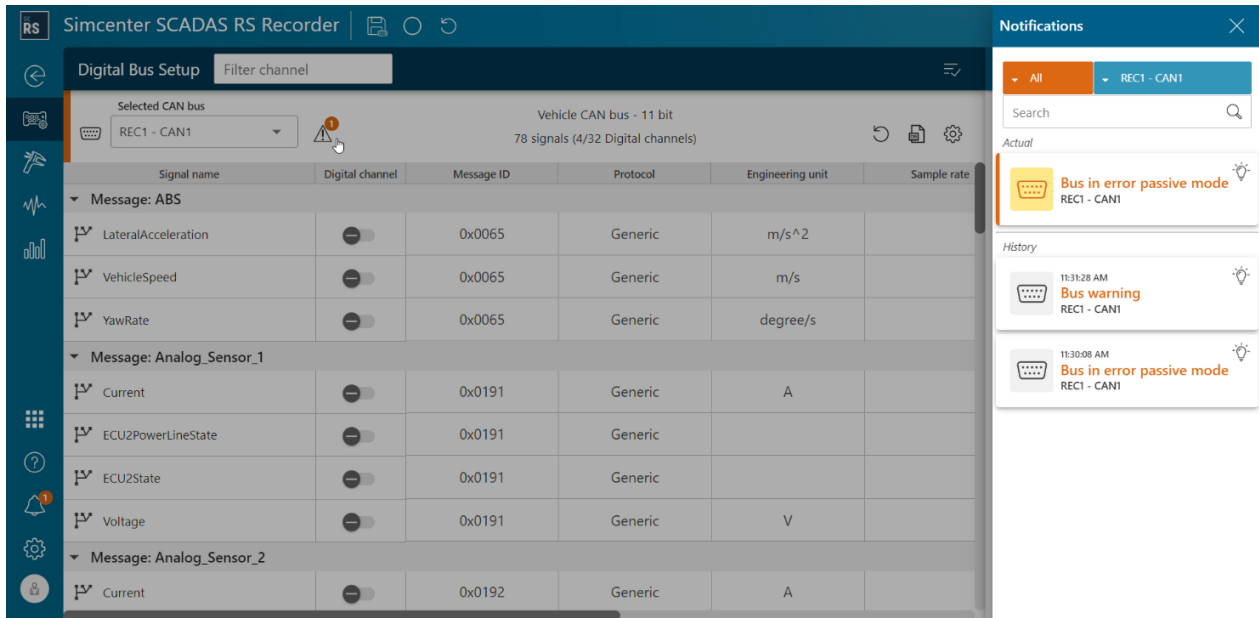 RS
Simcenter SCADAS RS Recorder
Digital Bus Setup
Filter channel
Selected CAN bus
REC1 - CAN1
1
Vehicle CAN bus - 11 bit
78 signals (4/32 Digital channels)
Signal name Digital channel Message ID Protocol Engineering unit Sample rate
Message: ABS
LateralAcceleration 0x0065 Generic m/s^2
VehicleSpeed 0x0065 Generic m/s
YawRate 0x0065 Generic degree/s
Message: Analog_Sensor_1
Current 0x0191 Generic A
ECU2PowerLineState 0x0191 Generic
ECU2State 0x0191 Generic
Voltage 0x0191 Generic V
Message: Analog_Sensor_2
Current 0x0192 Generic A
1
Notifications
All
REC1 - CAN1
Search
Actual
Bus in error passive mode
REC1 - CAN1
History
11:31:28 AM
Bus warning
REC1 - CAN1
11:30:08 AM
Bus in error passive mode
REC1 - CAN1